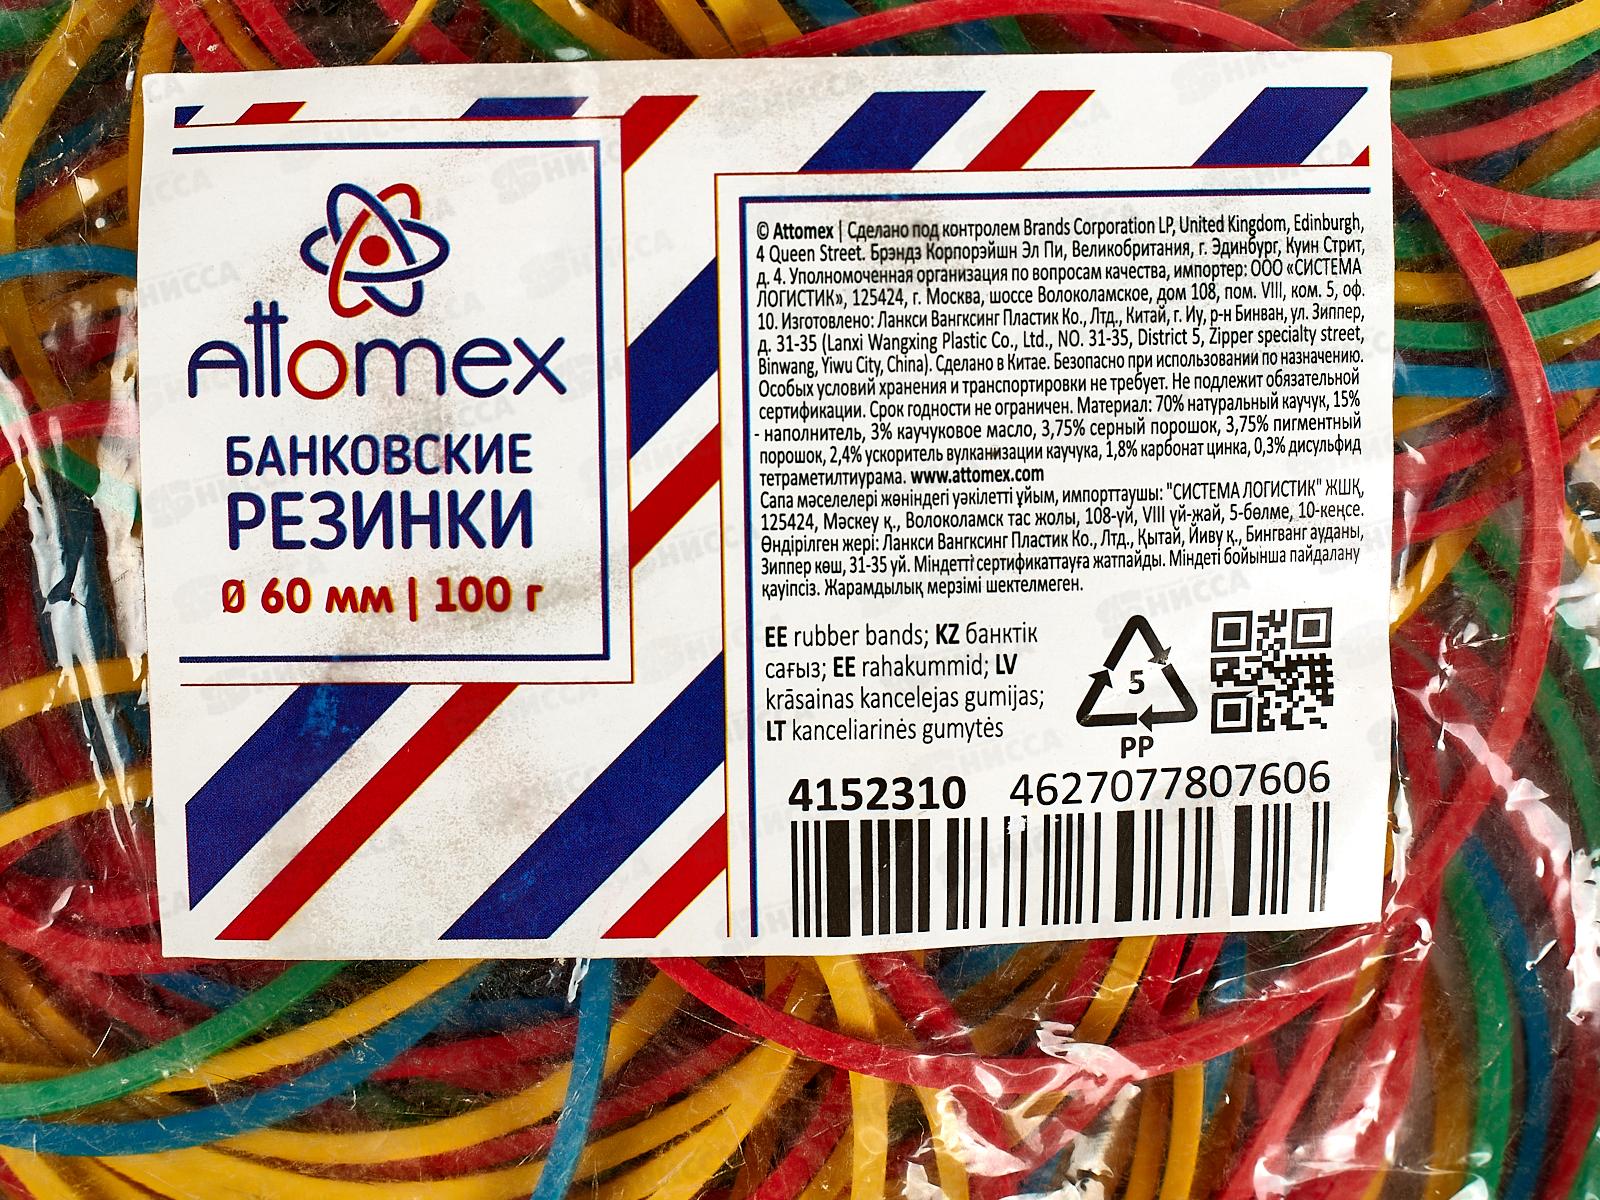 attomex
БАНКОВСКИЕ
РЕЗИНКИ
Ø 60 мм | 100 г
© Attomex | Сделано под контролем Brands Corporation LP, United Kingdom, Edinburgh,
4 Queen Street. Брэндз Корпорэйшн Эл Пи, Великобритания, г. Эдинбург, Куин Стрит,
д. 4. Уполномоченная организация по вопросам качества, импортер: ООО «СИСТЕМА
ЛОГИСТИК», 125424, г. Москва, шоссе Волоколамское, дом 108, пом. VIII, ком. 5, оф.
10. Изготовлено: Ланкси Вангксинг Пластик Ко., Лтд., Китай, г. Иу, р-н Бинван, ул. Зиппер,
д. 31-35 (Lanxi Wangxing Plastic Co., Ltd., NO. 31-35, District 5, Zipper specialty street,
Binwang, Yiwu City, China). Сделано в Китае. Безопасно при использовании по назначению.
Особых условий хранения и транспортировки не требует. Не подлежит обязательной
сертификации. Срок годности не ограничен. Материал: 70% натуральный каучук, 15%
- наполнитель, 3% каучуковое масло, 3,75% серный порошок, 3,75% пигментный
порошок, 2,4% ускоритель вулканизации каучука, 1,8% карбонат цинка, 0,3% дисульфид
тетраметилтиурама. www.attomex.com
Сапа мәселелері жөніндегі уәкілетті ұйым, импорттаушы: "СИСТЕМА ЛОГИСТИК" ЖШҚ,
125424, Мәскеу қ., Волоколамск тас жолы, 108-үй, VIII үй-жай, 5-бөлме, 10-кеңсе.
Өндірілген жері: Ланкси Вангксинг Пластик Ко., Лтд., Қытай, Йиву қ., Бингванг ауданы,
Зиппер көш, 31-35 уй. Міндетті сертификаттауға жатпайды. Міндеті бойынша пайдалану
қауіпсіз. Жарамдылық мерзімі шектелмеген.
EE rubber bands; KZ банктік
сағыз; EE rahakummid; LV
krāsainas kancelejas gumijas;
LT kanceliarinės gumytės
5
PP
4152310 4627077807606